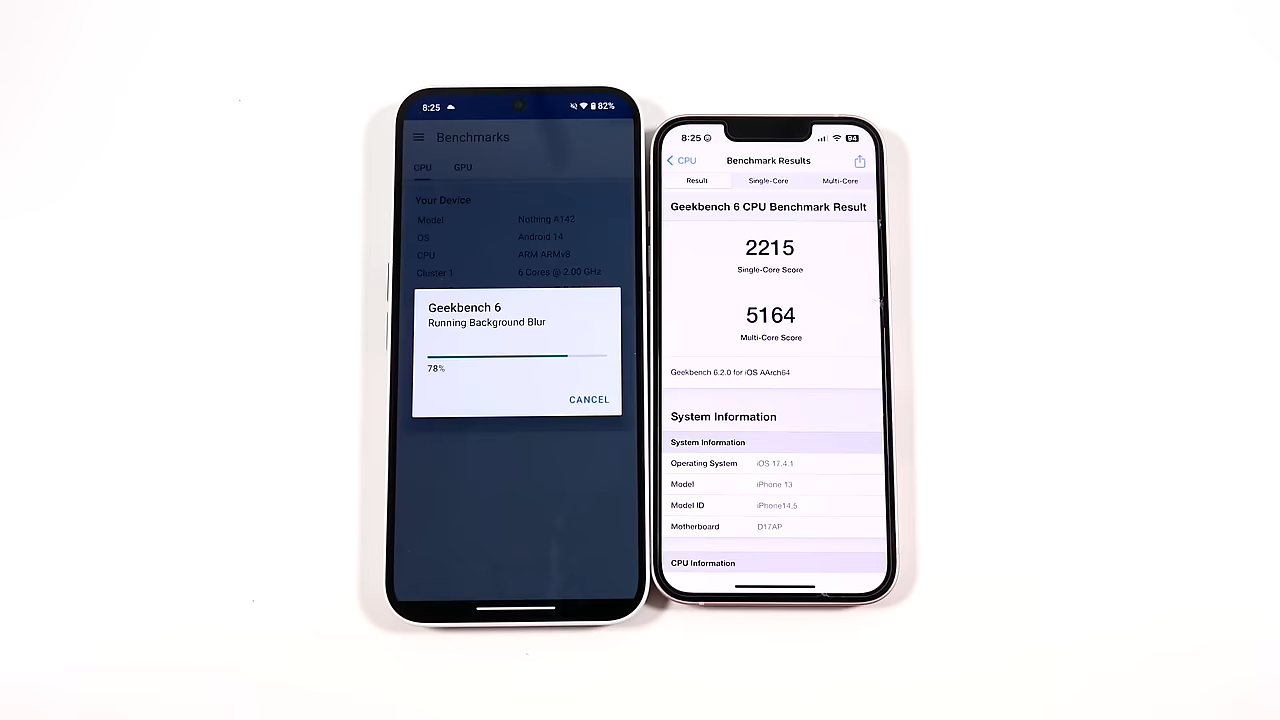 8:25
82%
Benchmarks
CPU GPU
Your Device
Model Nothing A142
OS Android 14
CPU ARM ARMv8
Cluster 1 6 Cores @ 2.00 GHz
Geekbench 6
Running Background Blur
78%
CANCEL
8:25
94
CPU Benchmark Results
Result Single-Core Multi-Core
Geekbench 6 CPU Benchmark Result
2215
Single-Core Score
5164
Multi-Core Score
Geekbench 6.2.0 for iOS AArch64
System Information
System Information
Operating System iOS 17.4.1
Model iPhone 13
Model ID iPhone14,5
Motherboard D17AP
CPU Information